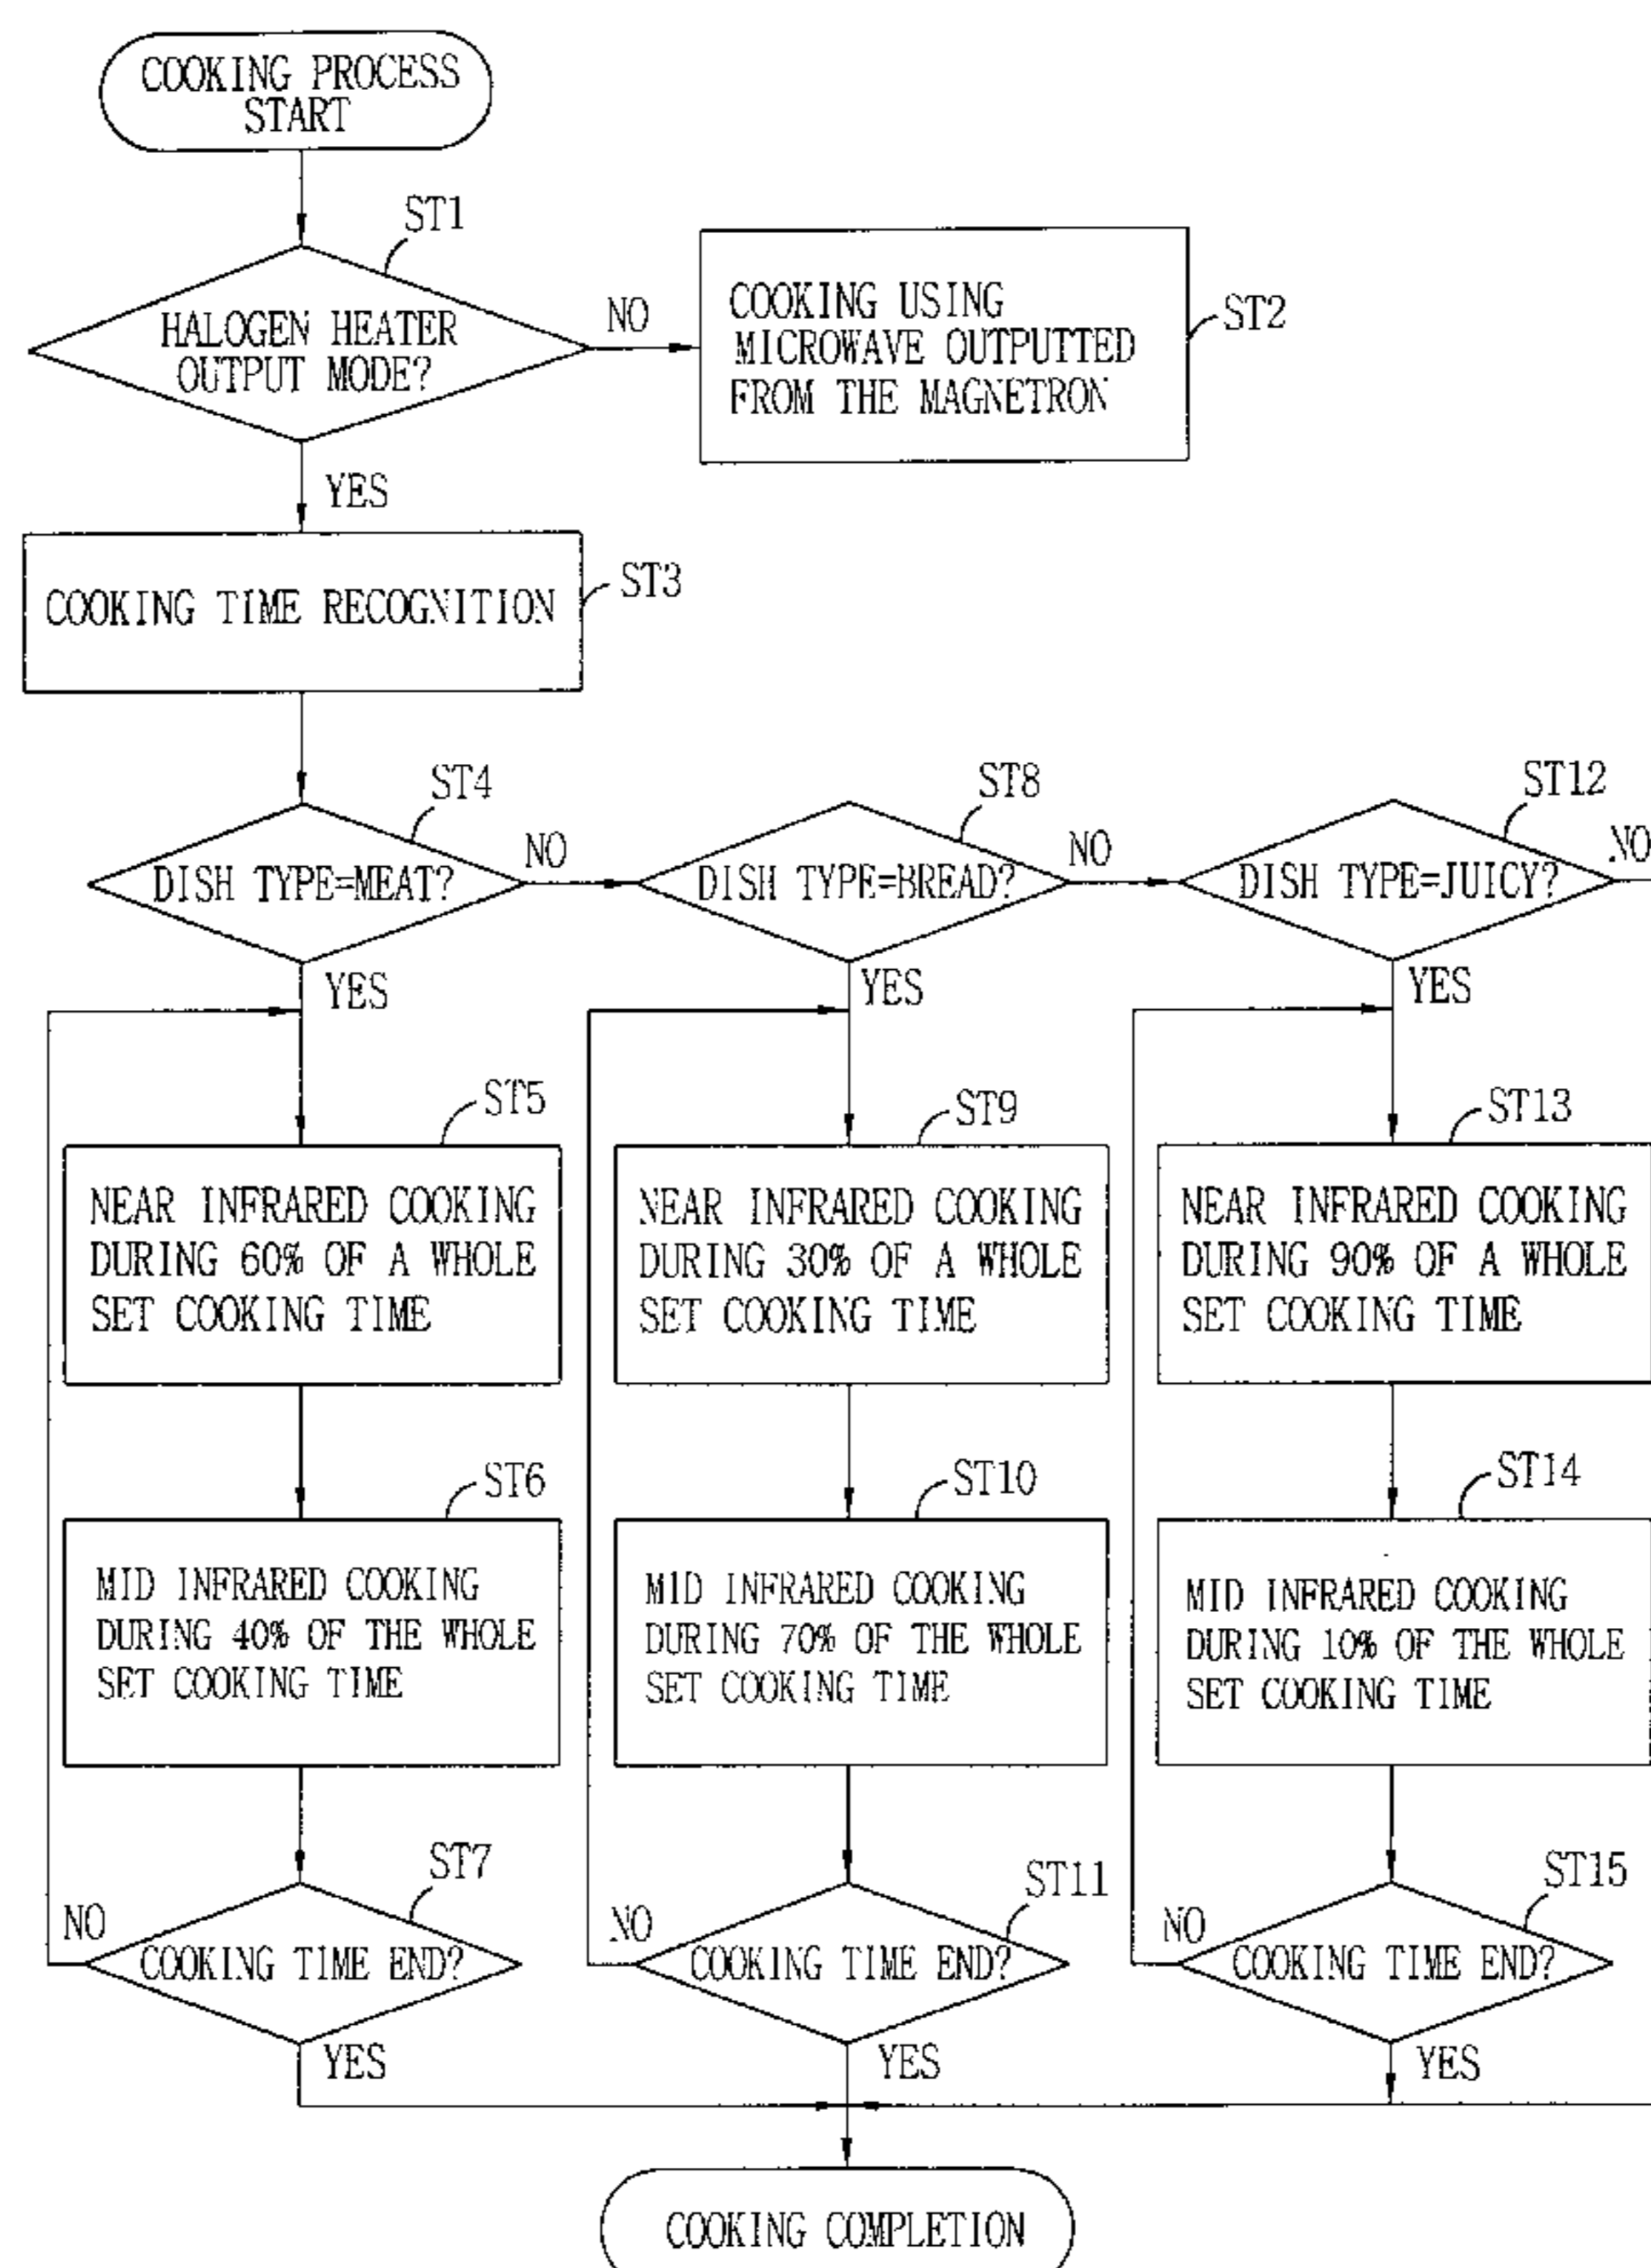 COOKING PROCESS
START
ST1
HALOGEN HEATER
OUTPUT MODE?
NO
COOKING USING
MICROWAVE OUTPUTTED
FROM THE MAGNETRON
ST2
YES
COOKING TIME RECOGNITION
ST3
ST4
DISH TYPE=MEAT?
NO
ST8
DISH TYPE=BREAD?
NO
ST12
DISH TYPE=JUICY?
NO
YES
YES
YES
ST5
NEAR INFRARED COOKING
DURING 60% OF A WHOLE
SET COOKING TIME
ST9
NEAR INFRARED COOKING
DURING 30% OF A WHOLE
SET COOKING TIME
ST13
NEAR INFRARED COOKING
DURING 90% OF A WHOLE
SET COOKING TIME
ST6
MID INFRARED COOKING
DURING 40% OF THE WHOLE
SET COOKING TIME
ST10
MID INFRARED COOKING
DURING 70% OF THE WHOLE
SET COOKING TIME
ST14
MID INFRARED COOKING
DURING 10% OF THE WHOLE
SET COOKING TIME
ST7
NO
COOKING TIME END?
YES
ST11
NO
COOKING TIME END?
YES
ST15
NO
COOKING TIME END?
YES
COOKING COMPLETION